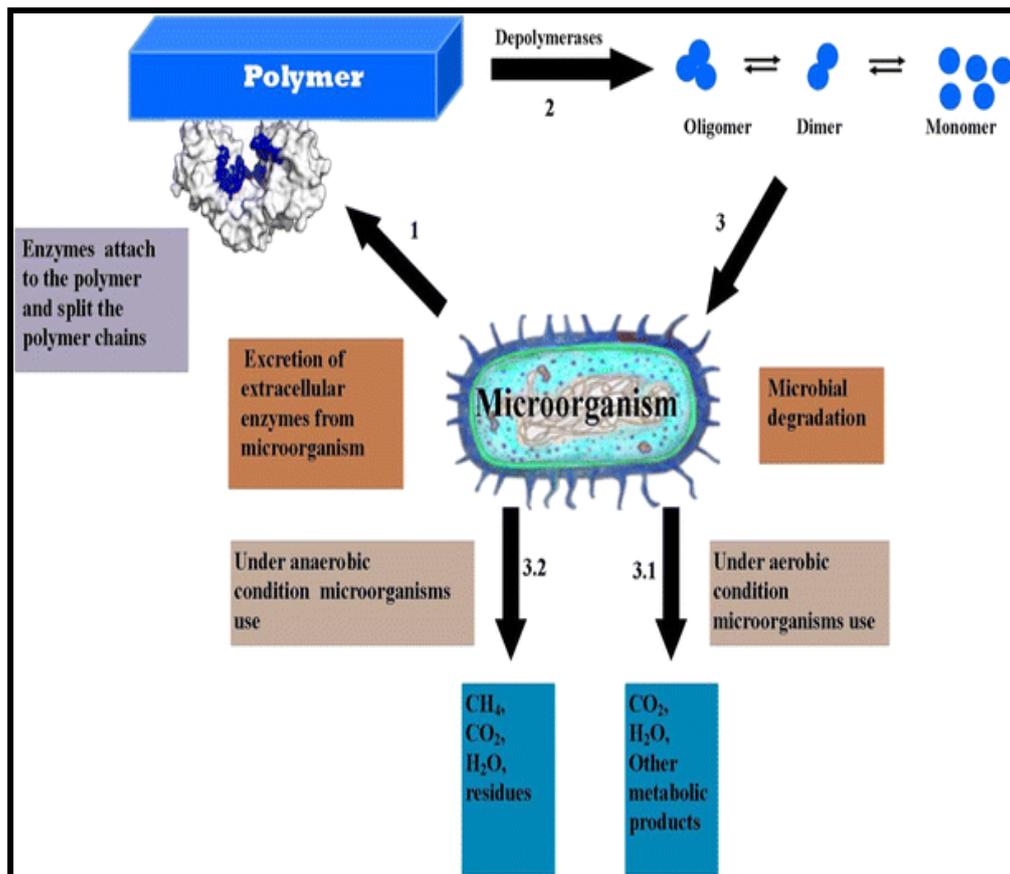 Polymer
Depolymerases
2
Oligomer
Dimer
Monomer
1
3
Enzymes attach
to the polymer
and split the
polymer chains
Excretion of
extracellular
enzymes from
microorganism
Microorganism
Microbial
degradation
Under anaerobic
condition microorganisms
use
3.2
3.1
Under aerobic
condition
microorganisms use
CH₄,
CO₂,
H₂O,
residues
CO₂,
H₂O,
Other
metabolic
products